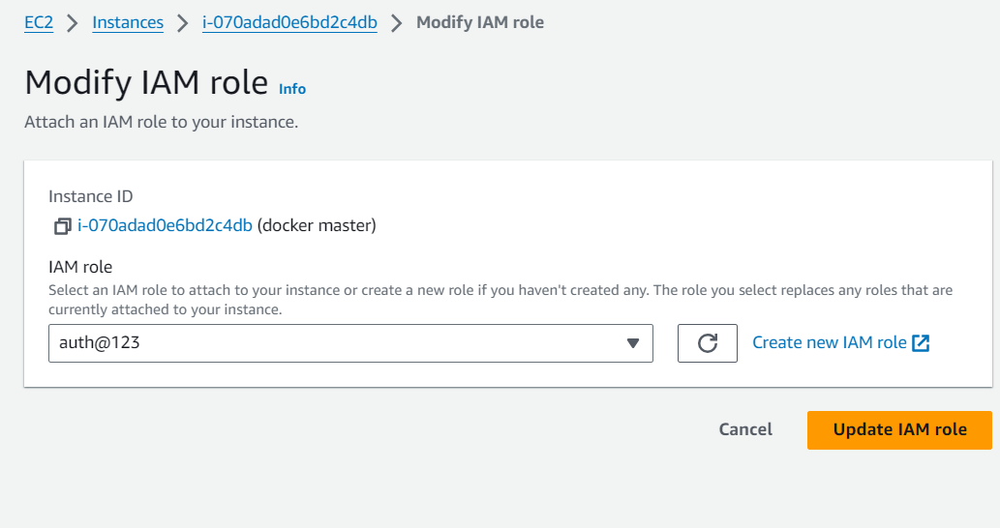 EC2 > Instances > i-070adad0e6bd2c4db > Modify IAM role
Modify IAM role Info
Attach an IAM role to your instance.
Instance ID
i-070adad0e6bd2c4db (docker master)
IAM role
Select an IAM role to attach to your instance or create a new role if you haven't created any. The role you select replaces any roles that are
currently attached to your instance.
auth@123 Create new IAM role
Cancel Update IAM role